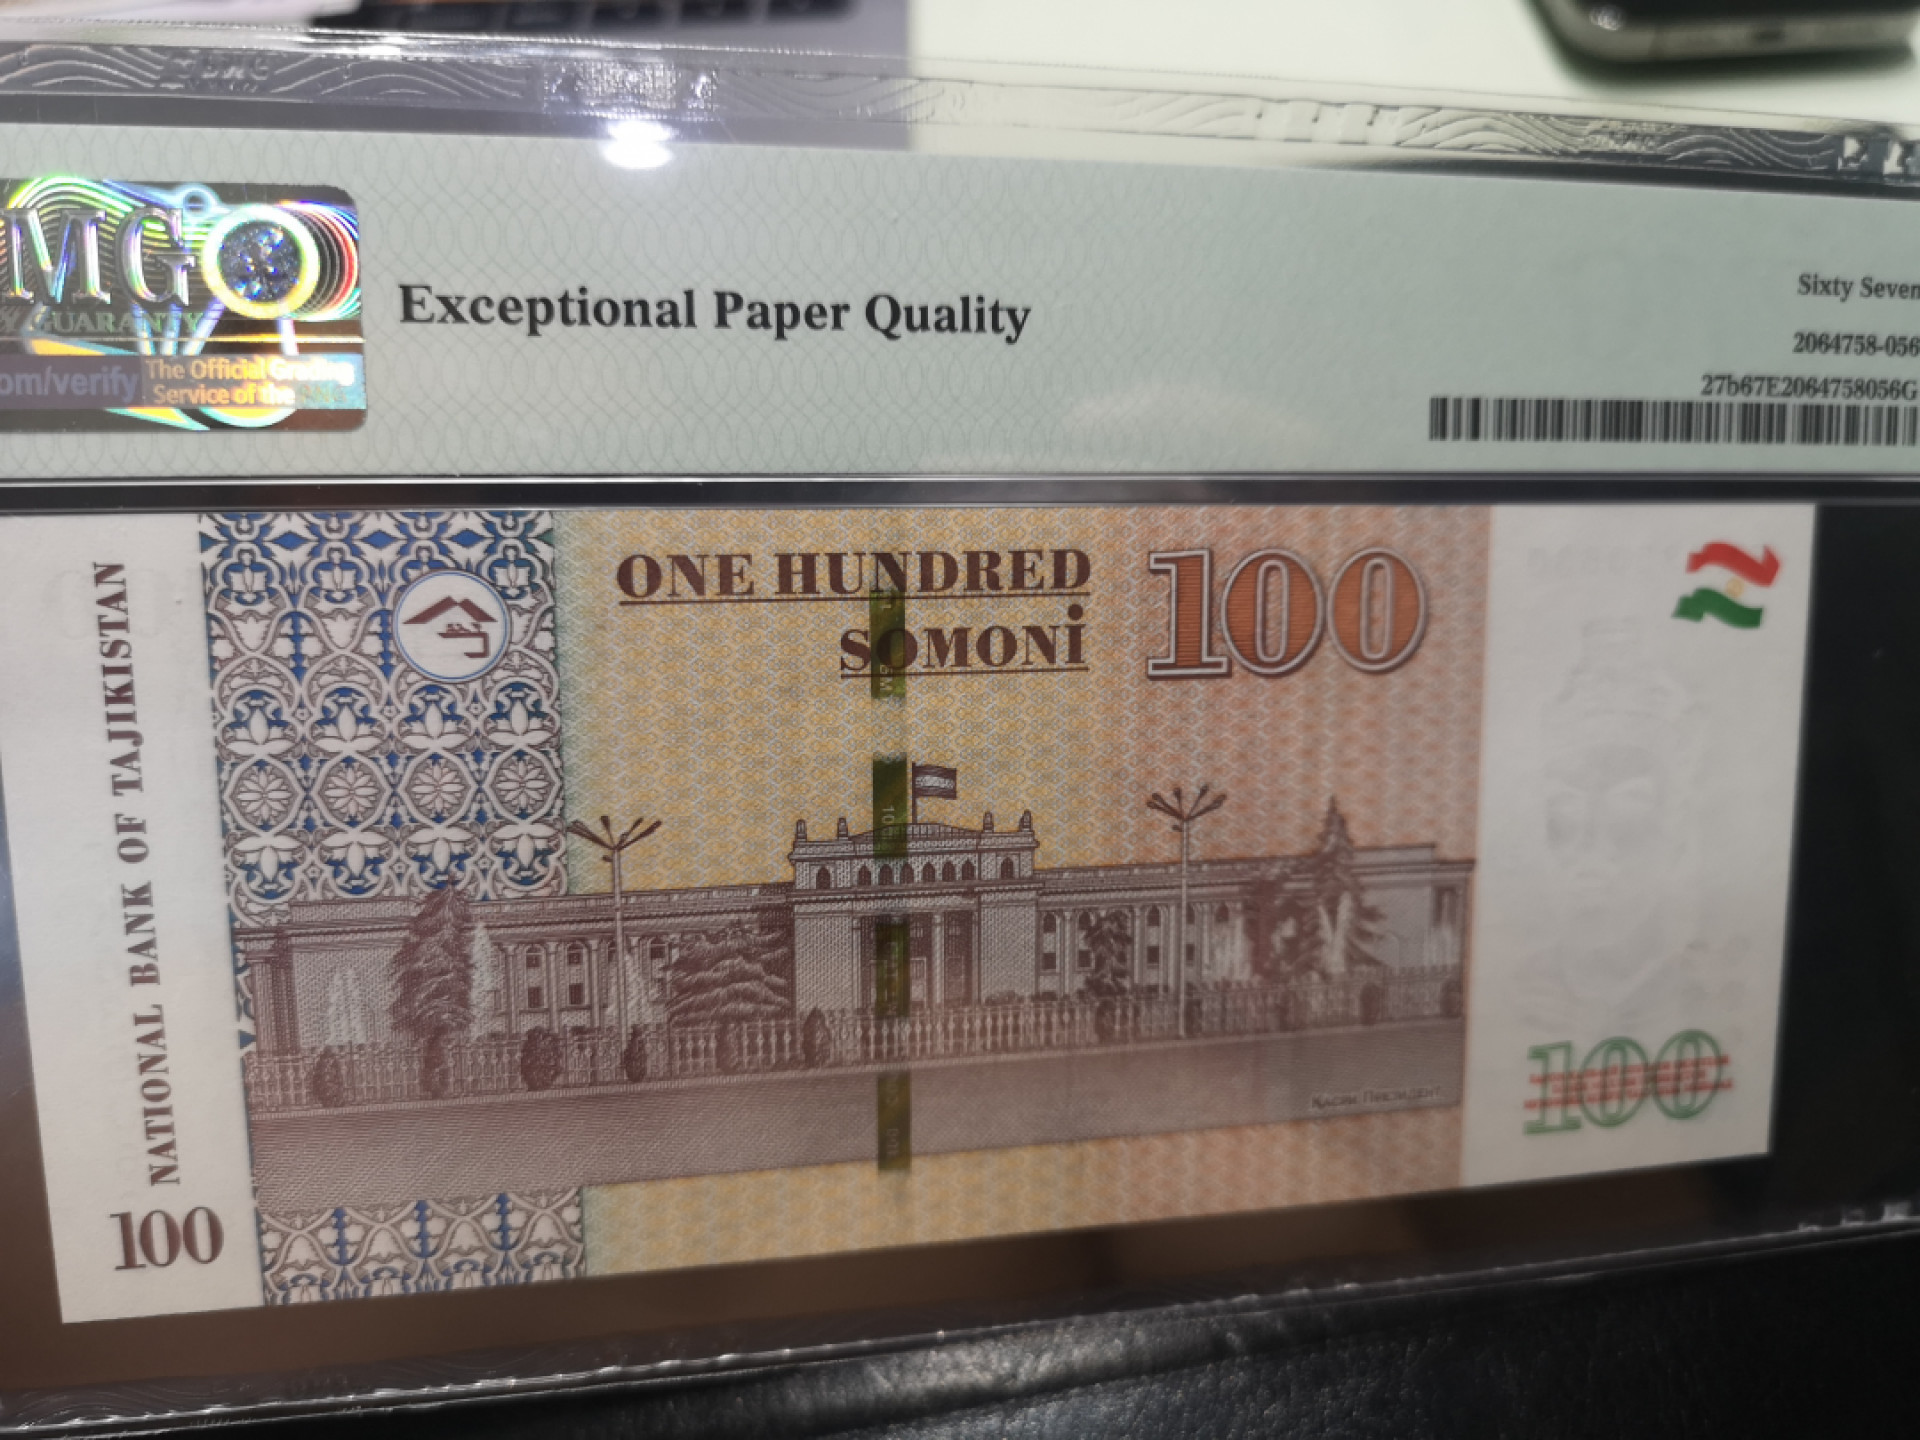 MG
GUARANTY
om/verify
The Official Grading
Service of the
Exceptional Paper Quality
Sixty Seven
2064758-056
27b67E2064758056G
NATIONAL BANK OF TAJIKISTAN
100
ONE HUNDRED
SOMONİ
100
100